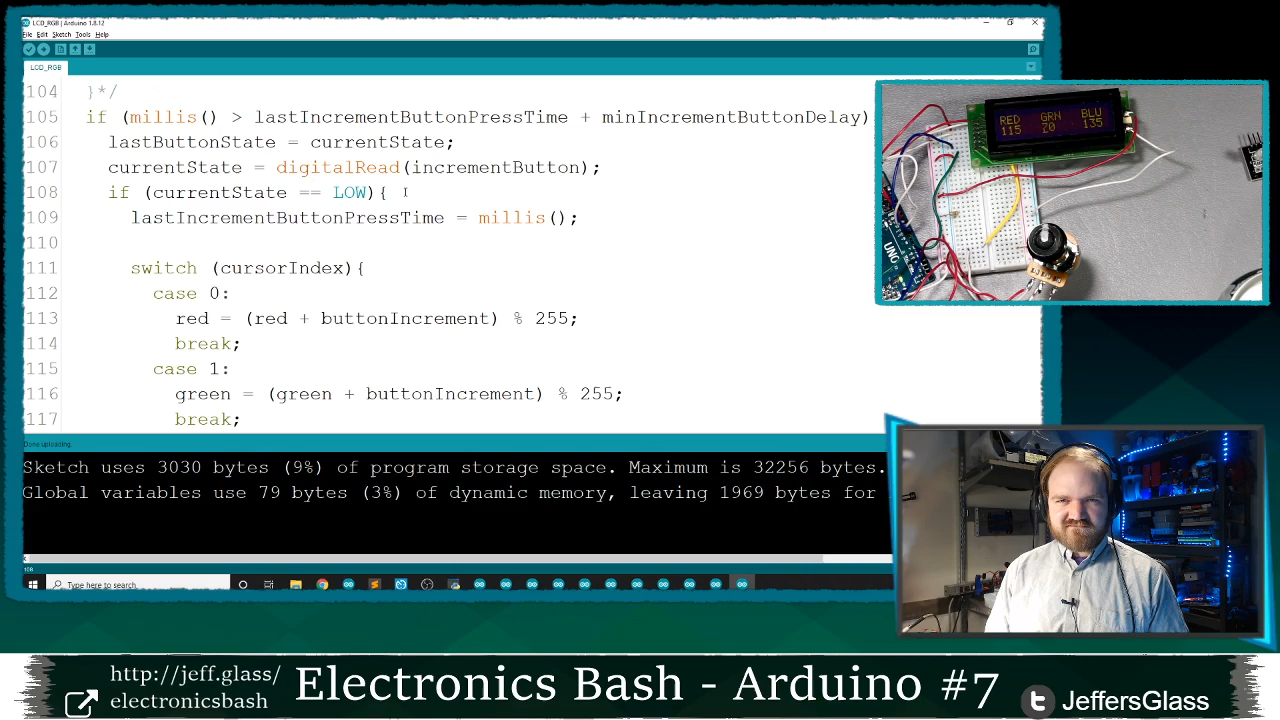 LCD_RGB | Arduino 1.8.12
File Edit Sketch Tools Help
LCD_RGB
104 }*/
105 if (millis() > lastIncrementButtonPressTime + minIncrementButtonDelay)
106 lastButtonState = currentState;
107 currentState = digitalRead(incrementButton);
108 if (currentState == LOW){
109 lastIncrementButtonPressTime = millis();
110
111 switch (cursorIndex){
112 case 0:
113 red = (red + buttonIncrement) % 255;
114 break;
115 case 1:
116 green = (green + buttonIncrement) % 255;
117 break;
Done uploading.
Sketch uses 3030 bytes (9%) of program storage space. Maximum is 32256 bytes.
Global variables use 79 bytes (3%) of dynamic memory, leaving 1969 bytes for
108
Type here to search
RED GRN BLU
115 20 135
UNO
http://jeff.glass/
electronicsbash
Electronics Bash - Arduino #7
JeffersGlass